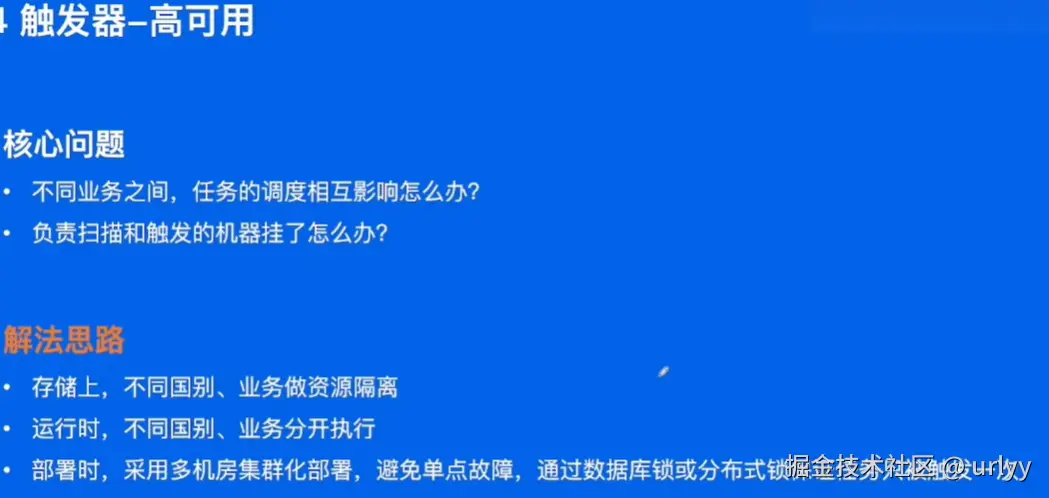 4 触发器–高可用
核心问题
• 不同业务之间，任务的调度相互影响怎么办？
• 负责扫描和触发的机器挂了怎么办？
解法思路
• 存储上，不同国别、业务做资源隔离
• 运行时，不同国别、业务分开执行
• 部署时，采用多机房集群化部署，避免单点故障，通过数据库锁或分布式锁
掘金技术社区 @urlyy